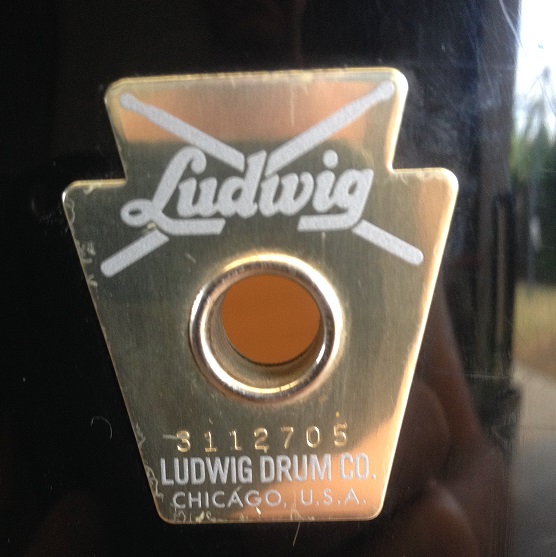 Ludwig
3112705
LUDWIG DRUM CO.
CHICAGO, U.S.A.